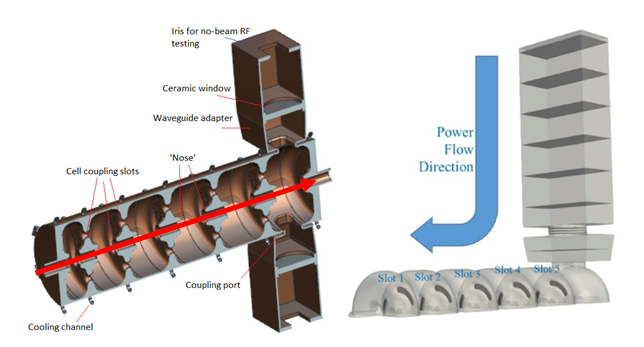 Iris for no-beam RF
testing
Ceramic window
Waveguide adapter
'Nose'
Cell coupling slots
Coupling port
Cooling channel
Power
Flow
Direction
Slot 1 Slot 2 Slot 3 Slot 4 Slot 5